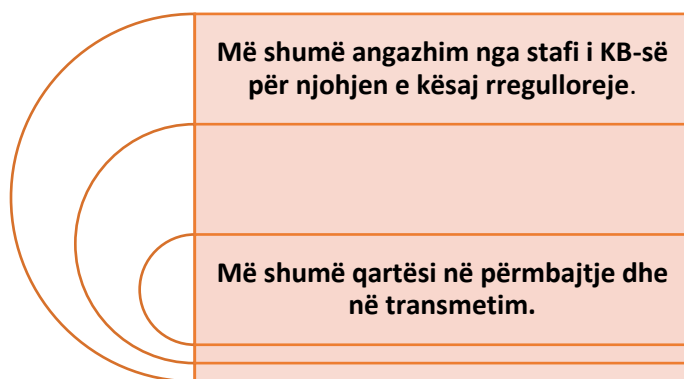 Më shumë angazhim nga stafi i KB-së
për njohjen e kësaj rregulloreje.
Më shumë qartësi në përmbajtje dhe
në transmetim.